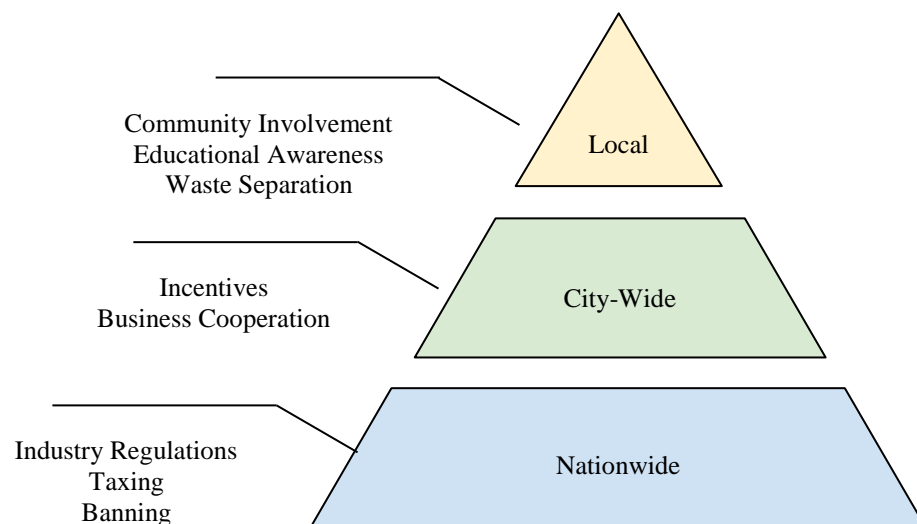 Community Involvement
Educational Awareness
Waste Separation
Local
Incentives
Business Cooperation
City-Wide
Industry Regulations
Taxing
Banning
Nationwide